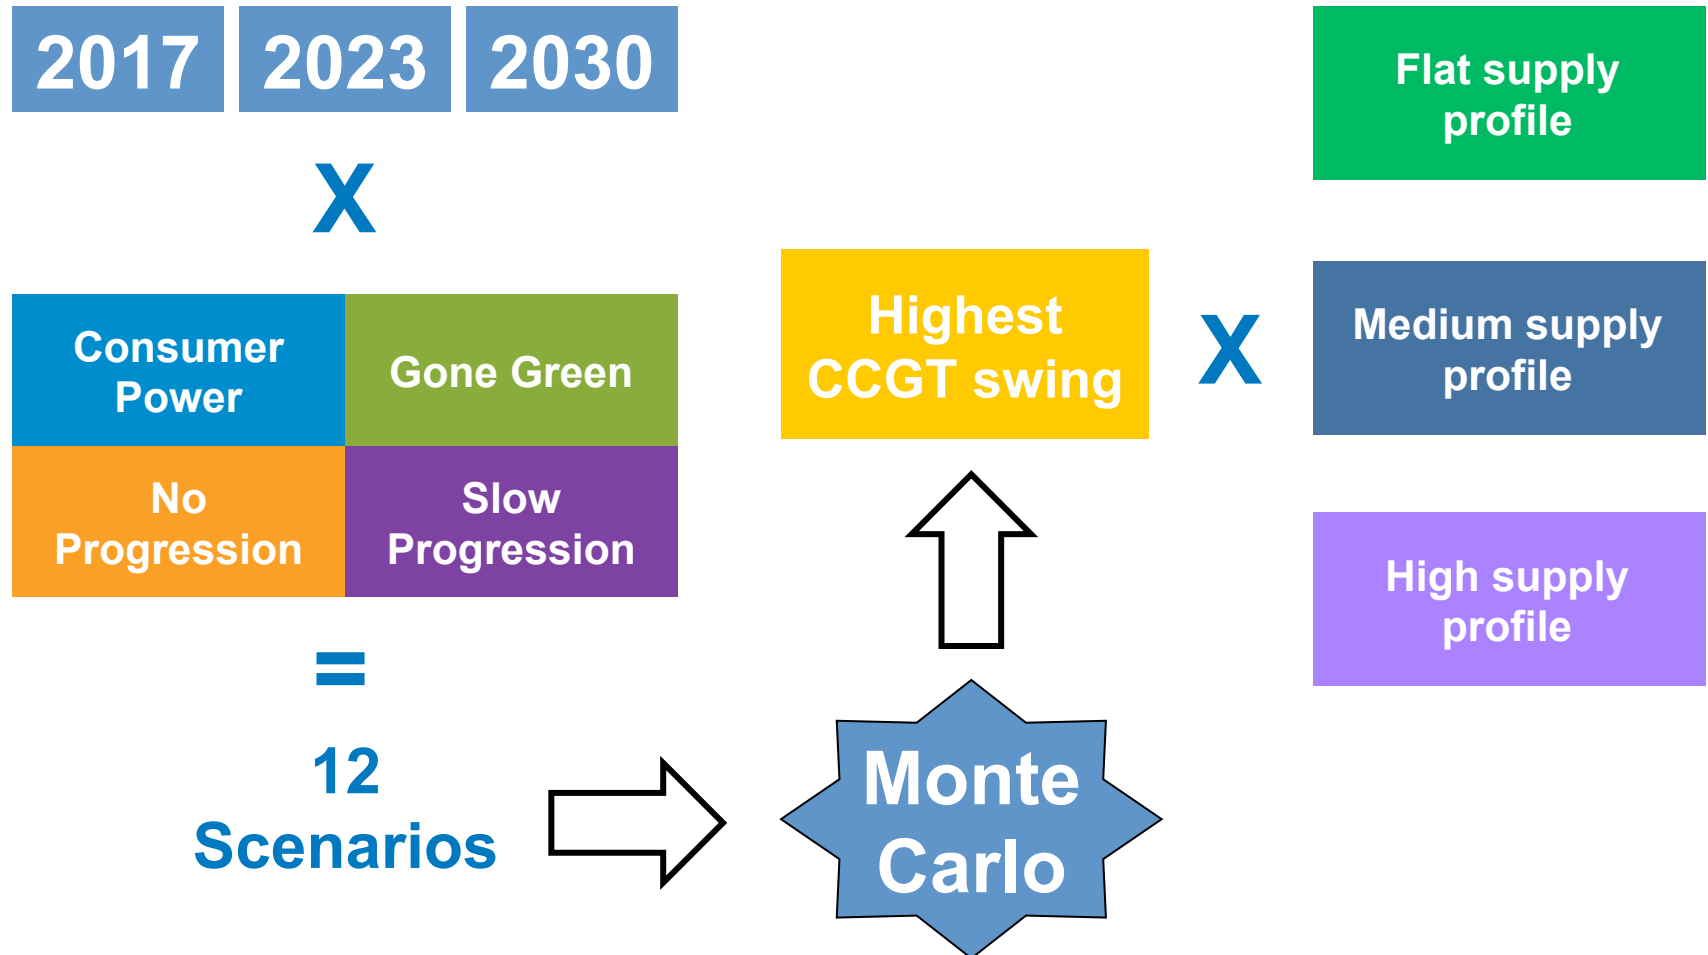 2017 2023 2030
X
Consumer
Power
Gone Green
No
Progression
Slow
Progression
=
12
Scenarios
Monte
Carlo
Highest
CCGT swing
X
Flat supply
profile
Medium supply
profile
High supply
profile